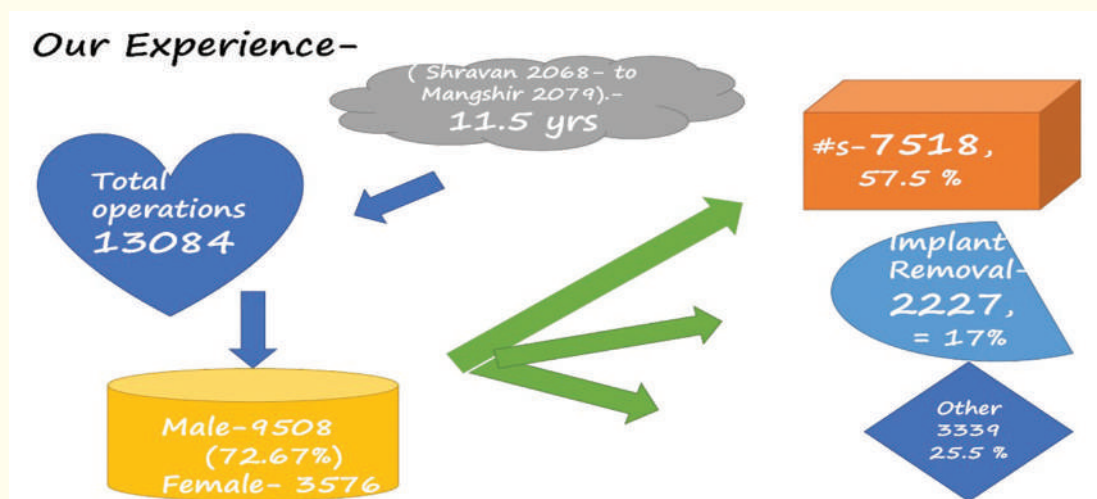 Our Experience-
( Shravan 2068- to
Mangshir 2079).-
11.5 yrs
Total
operations
13084
Male-9508
(72.67%)
Female- 3576
#s-7518,
57.5 %
Implant
Removal-
2227,
= 17%
Other
3339
25.5 %